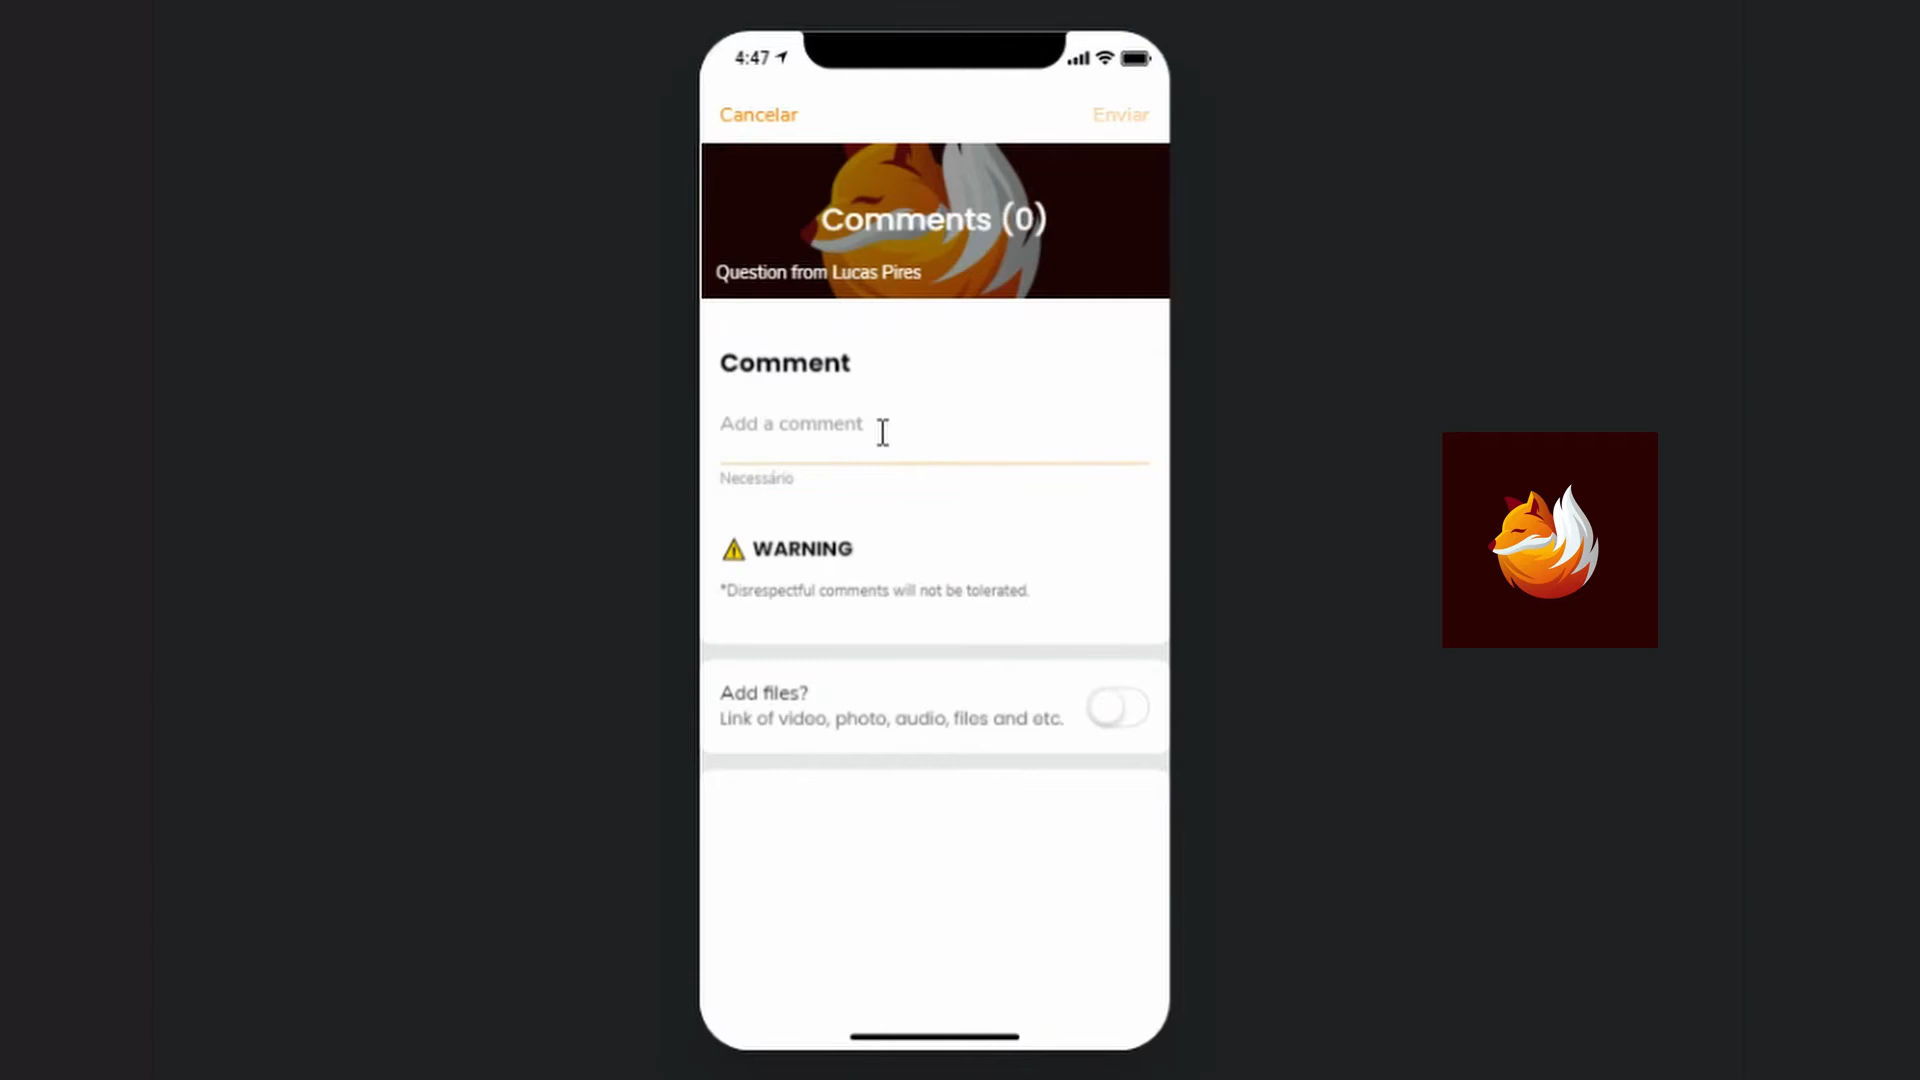 4:47
Cancelar
Enviar
Comments (0)
Question from Lucas Pires
Comment
Add a comment
Necessário
⚠ WARNING
*Disrespectful comments will not be tolerated.
Add files?
Link of video, photo, audio, files and etc.